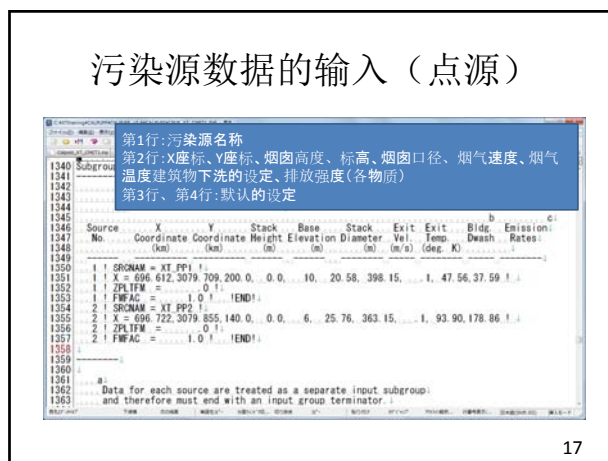 污染源数据的输入（点源）
第1行:污染源名称
第2行: X座标、Y座标、烟囱高度、标高、烟囱口径、烟气速度、烟气
温度建筑物下洗的设定、排放强度(各物质)
第3行、第4行:默认的设定
1340 Subgrou
1341
1342
1343
1344
1345 b c↓
1346 Source X Y Stack Base Stack Exit Exit Bldg. Emission↓
1347 No. Coordinate Coordinate Height Elevation Diameter Vel. Temp. Dwash Rates↓
1348 (km) (km) (m) (m) (m) (m/s) (deg. K) ↓
1349
1350 1 ! SRCNAM = XT_PP1 !↓
1351 1 ! X = 696.612,3079.709,200.0, 0.0, 10, 20.58, 398.15, 1, 47.56,37.59 ! ↓
1352 1 ! ZPLTFM = .0 !↓
1353 1 ! FMFAC = 1.0 ! !END!↓
1354 2 ! SRCNAM = XT_PP2 !↓
1355 2 ! X = 696.722,3079.855,140.0, 0.0, 6, 25.76, 363.15, 1, 93.90,178.86 ! ↓
1356 2 ! ZPLTFM = .0 !↓
1357 2 ! FMFAC = 1.0 ! !END!↓
1358 ↓
1359 --------↓
1360 ↓
1361 a↓
1362 Data for each source are treated as a separate input subgroup↓
1363 and therefore must end with an input group terminator.↓
17